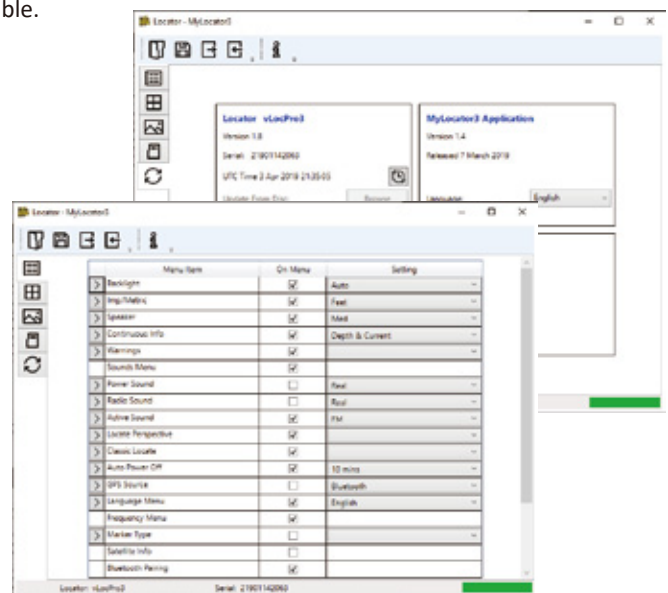 ble.
Locator - MyLocator3
Locator vLocPro3
Version 1.8
Serial: 21901142060
UTC Time 3 Apr 2019 21:35:03
Update From Disc:
Browse
MyLocator3 Application
Version 1.4
Released 7 March 2019
Language:
English
Locator - MyLocator3
Menu Item On Menu Setting
Backlight Auto
Imp/Metric Feet
Speaker Med
Continuous Info Depth & Current
Warnings
Sounds Menu
Power Sound Real
Radio Sound Real
Active Sound FM
Locate Perspective
Classic Locate
Auto Power Off 10 mins
GPS Source Bluetooth
Language Menu English
Frequency Menu
Marker Type
Satellite Info
Bluetooth Pairing
Locator: vLocPro3 Serial: 21901142060